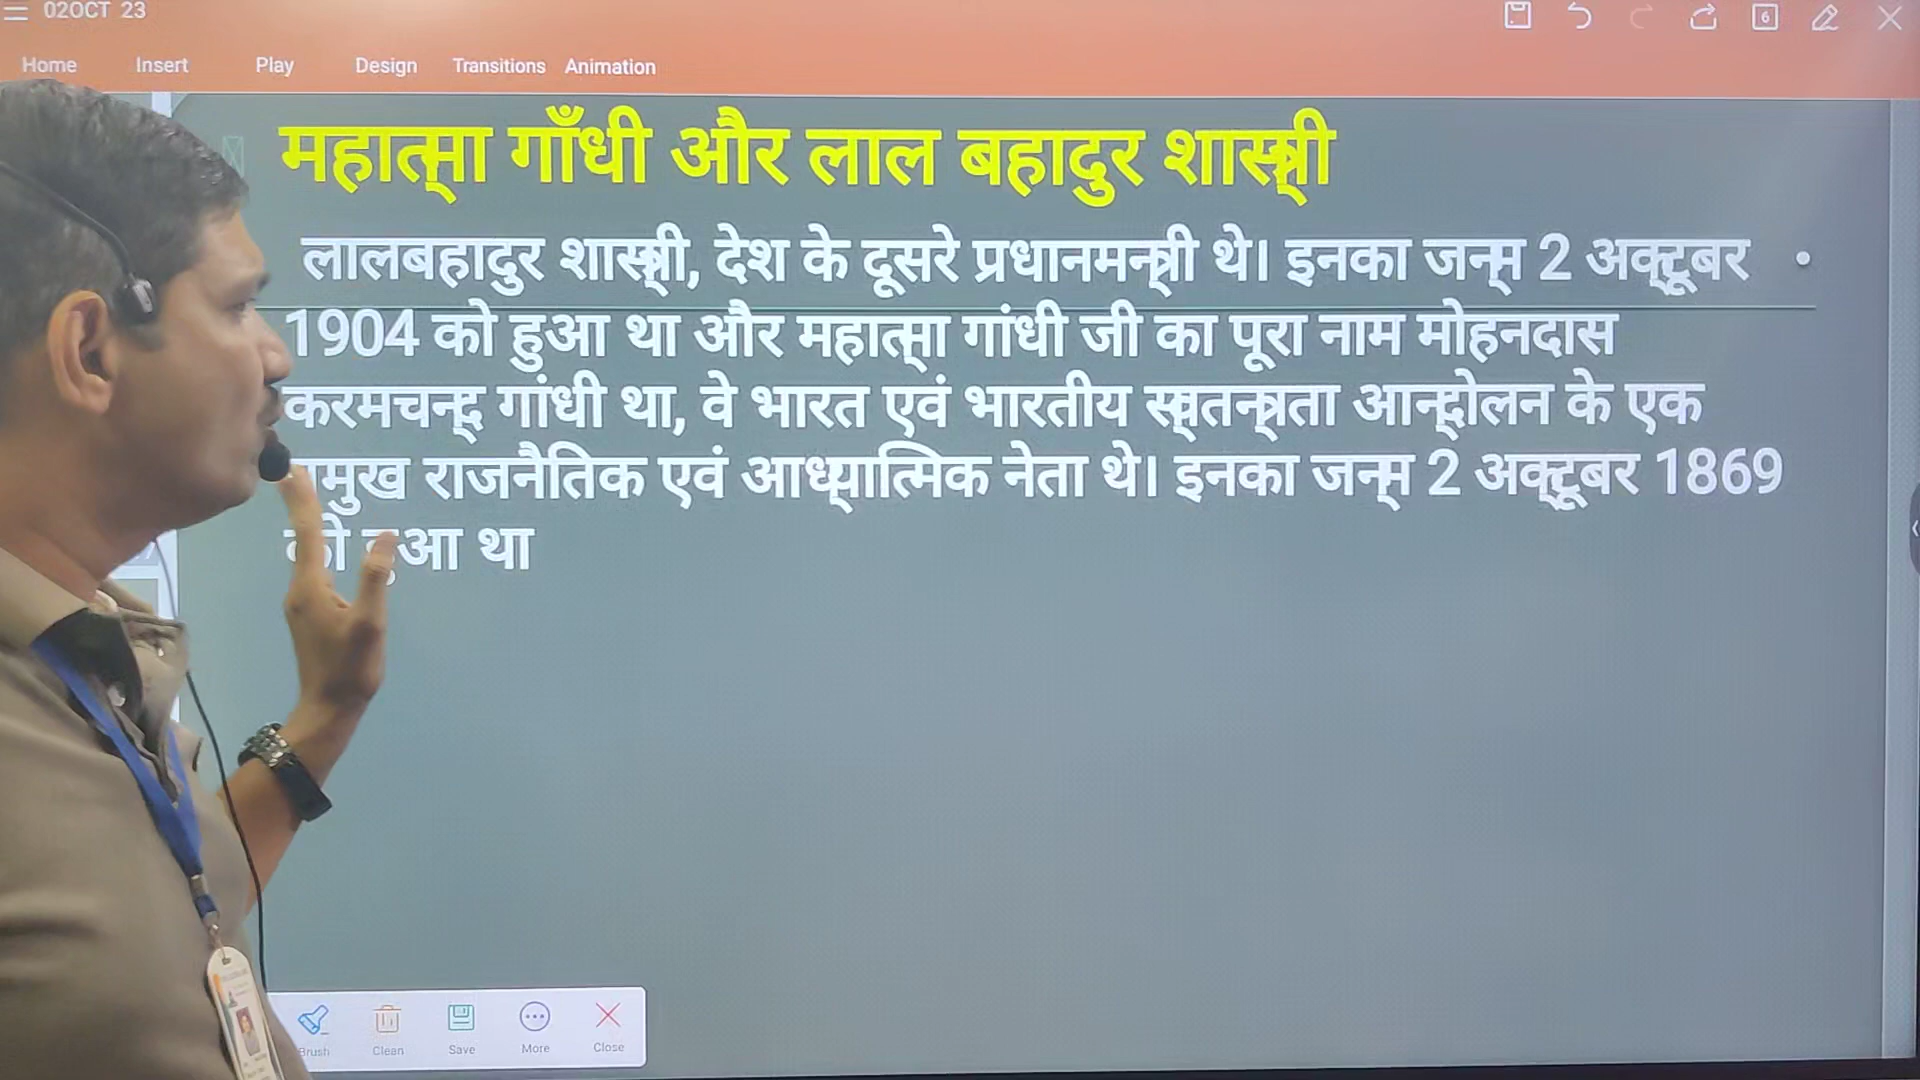 02OCT 23
6
Home Insert Play Design Transitions Animation
महात्मा गाँधी और लाल बहादुर शास्त्री
लालबहादुर शास्त्री, देश के दूसरे प्रधानमन्त्री थे। इनका जन्म 2 अक्टूबर •
1904 को हुआ था और महात्मा गांधी जी का पूरा नाम मोहनदास
करमचन्द गांधी था, वे भारत एवं भारतीय स्वतन्त्रता आन्दोलन के एक
प्रमुख राजनैतिक एवं आध्यात्मिक नेता थे। इनका जन्म 2 अक्टूबर 1869
को हुआ था
Brush Clean Save More Close